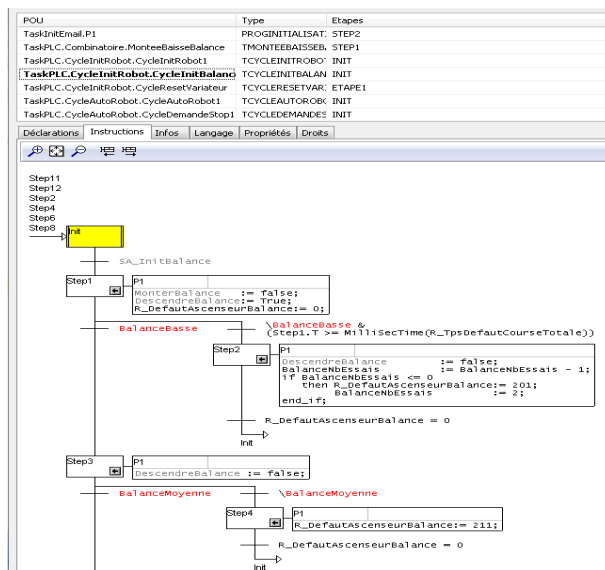 POU Type Etapes
TaskInitEmail.P1 PROGINITIALISAT: STEP2
TaskPLC.Combinatoire.MonteeBaisseBalance TMONTEEBAISSEB. STEP1
TaskPLC.CycleInitRobot.CycleInitRobot1 TCYCLEINITROBO' INIT
TaskPLC.CycleInitRobot.CycleInitBalanc TCYCLEINITBALAN INIT
TaskPLC.CycleInitRobot.CycleResetVariateur TCYCLERESETVAR: ETAPE1
TaskPLC.CycleAutoRobot.CycleAutoRobot1 TCYCLEAUTOROBO INIT
TaskPLC.CycleAutoRobot.CycleDemandeStop1 TCYCLEDEMANDES INIT
Déclarations Instructions Infos Langage Propriétés Droits
Step11
Step12
Step2
Step4
Step6
Step8
Init
SA_InitBalance
Step1 P1
MonterBalance := false;
DescendreBalance:= True;
R_DefautAscenseurBalance:= 0;
BalanceBasse \BalanceBasse &
(Step1.T >= MilliSecTime(R_TpsDefautCourseTotale))
Step2 P1
DescendreBalance := false;
BalanceNbEssais := BalanceNbEssais - 1;
if BalanceNbEssais <= 0
then R_DefautAscenseurBalance:= 201;
BalanceNbEssais := 2;
end_if;
R_DefautAscenseurBalance = 0
Init
Step3 P1
DescendreBalance := false;
BalanceMoyenne \BalanceMoyenne
Step4 P1
R_DefautAscenseurBalance:= 211;
R_DefautAscenseurBalance = 0
Init